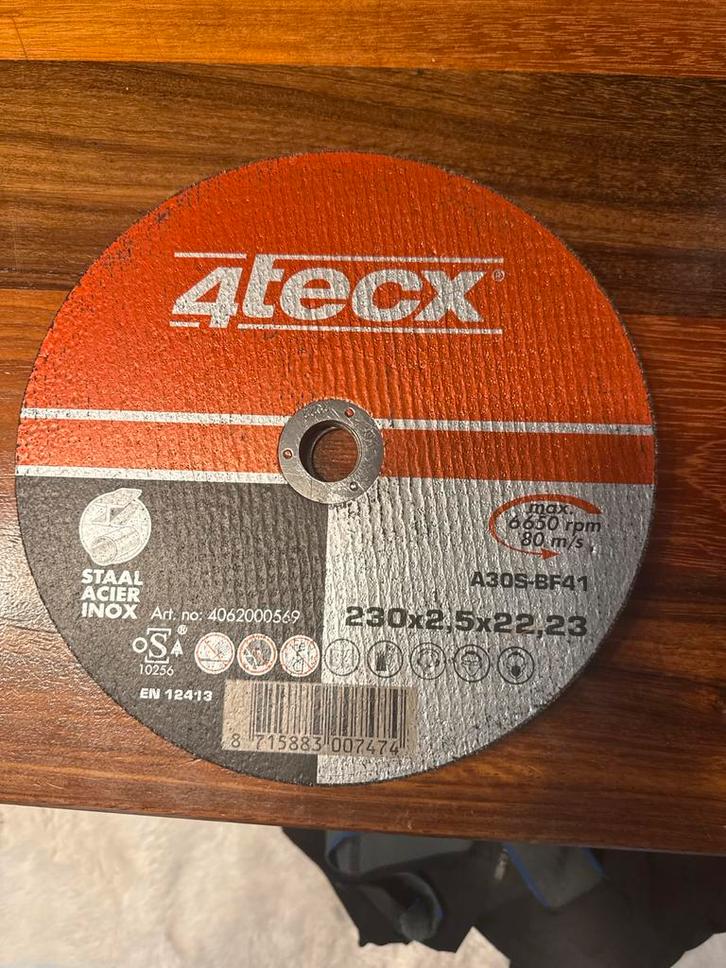 4tecx®
max.
6650 rpm
80 m/s
A30S-BF41
STAAL
ACIER
INOX
Art. no: 4062000569
230x2,5x22,23
oSA®
10256
EN 12413
8 715883 007474